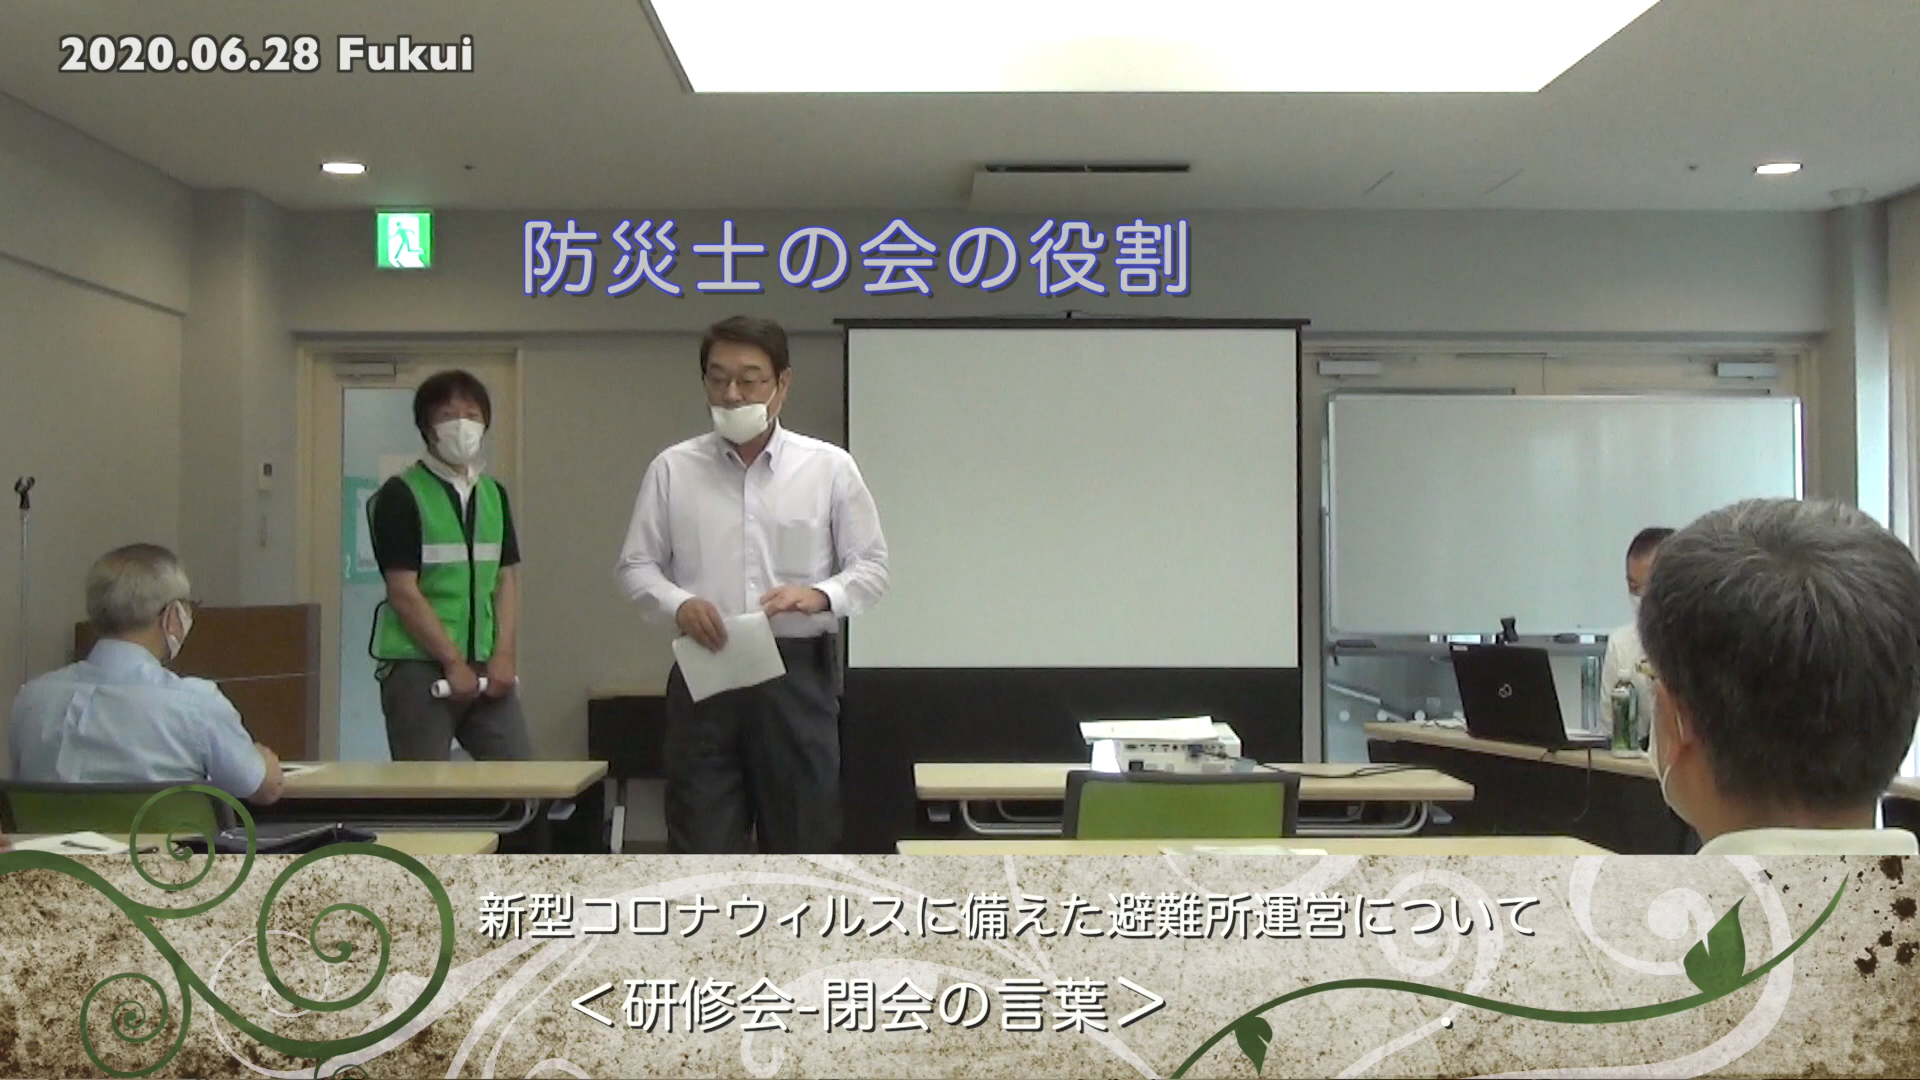 2020.06.28 Fukui
防災士の会の役割
新型コロナウィルスに備えた避難所運営について
＜研修会-閉会の言葉＞